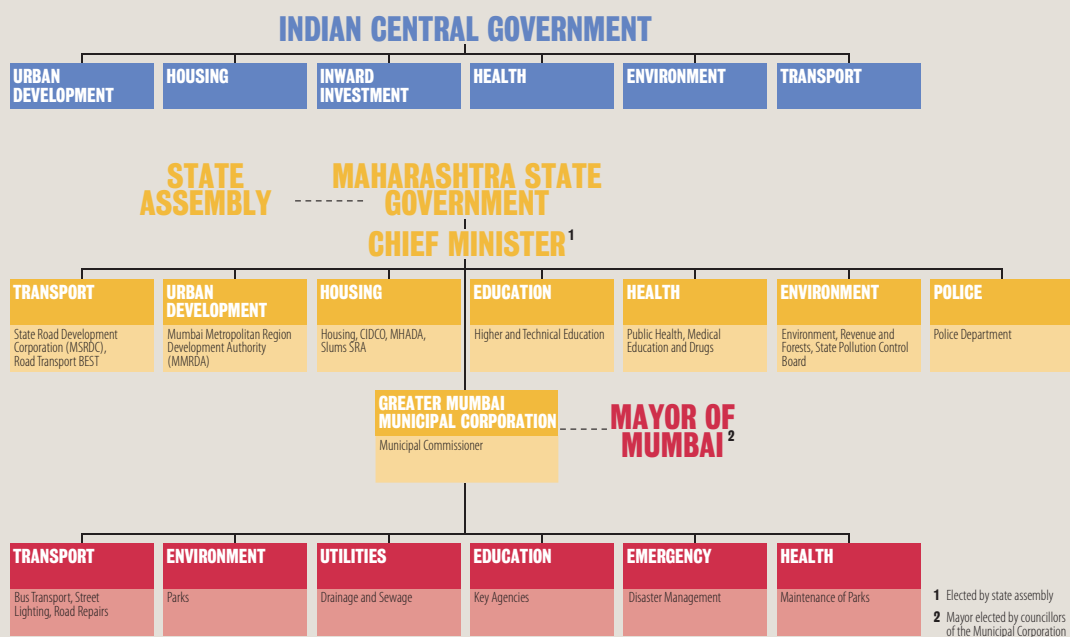 INDIAN CENTRAL GOVERNMENT
URBAN
DEVELOPMENT
HOUSING
INWARD
INVESTMENT
HEALTH
ENVIRONMENT
TRANSPORT
STATE
ASSEMBLY
MAHARASHTRA STATE
GOVERNMENT
CHIEF MINISTER 1
TRANSPORT
State Road Development
Corporation (MSRDC),
Road Transport BEST
URBAN
DEVELOPMENT
Mumbai Metropolitan Region
Development Authority
(MMRDA)
HOUSING
Housing, CIDCO, MHADA,
Slums SRA
EDUCATION
Higher and Technical Education
HEALTH
Public Health, Medical
Education and Drugs
ENVIRONMENT
Environment, Revenue and
Forests, State Pollution Control
Board
POLICE
Police Department
GREATER MUMBAI
MUNICIPAL CORPORATION
Municipal Commissioner
MAYOR OF
MUMBAI 2
TRANSPORT
Bus Transport, Street
Lighting, Road Repairs
ENVIRONMENT
Parks
UTILITIES
Drainage and Sewage
EDUCATION
Key Agencies
EMERGENCY
Disaster Management
HEALTH
Maintenance of Parks
1 Elected by state assembly
2 Mayor elected by councillors
of the Municipal Corporation